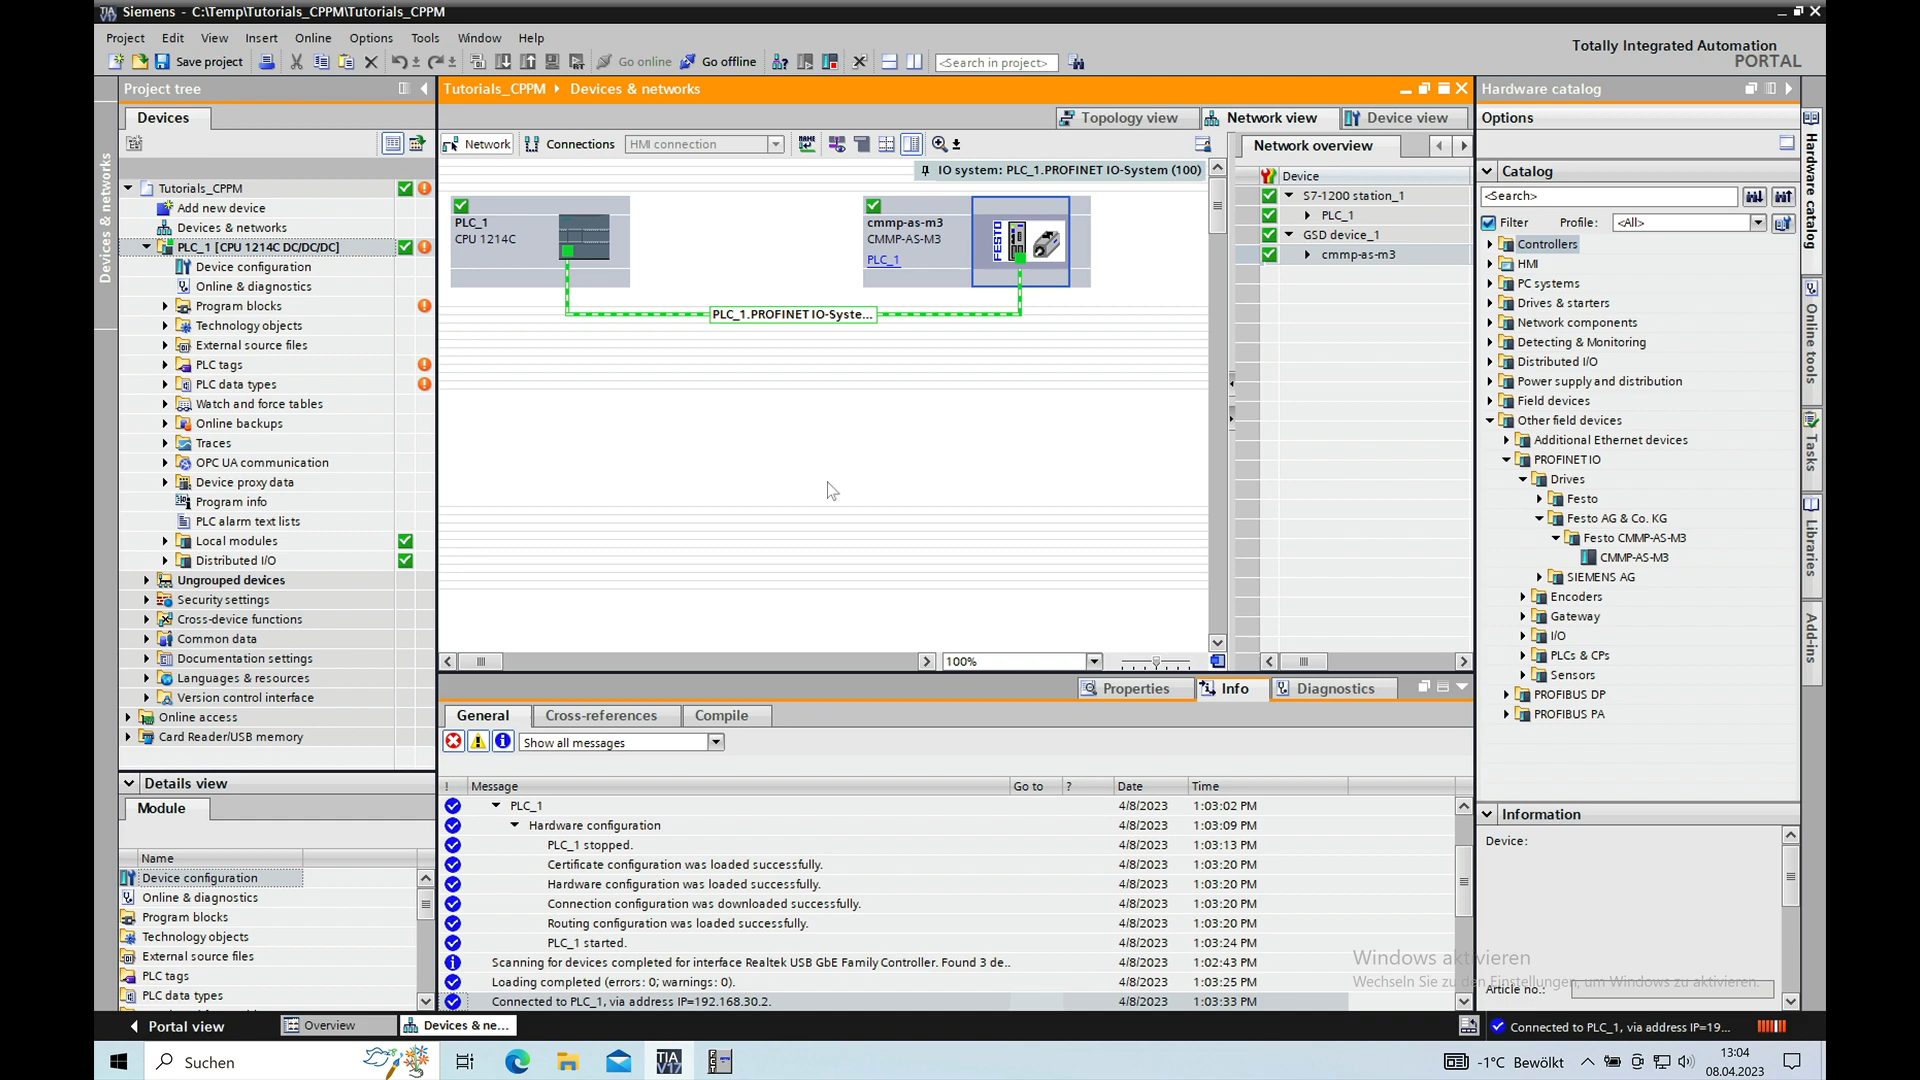 Siemens - C:\Temp\Tutorials_CPPM\Tutorials_CPPM
Project Edit View Insert Online Options Tools Window Help
Totally Integrated Automation
PORTAL
Save project
Go online
Go offline
<Search in project>
Project tree
Tutorials_CPPM
Devices & networks
Devices
Tutorials_CPPM
Add new device
Devices & networks
PLC_1 [CPU 1214C DC/DC/DC]
Device configuration
Online & diagnostics
Program blocks
Technology objects
External source files
PLC tags
PLC data types
Watch and force tables
Online backups
Traces
OPC UA communication
Device proxy data
Program info
PLC alarm text lists
Local modules
Distributed I/O
Ungrouped devices
Security settings
Cross-device functions
Common data
Documentation settings
Languages & resources
Version control interface
Online access
Card Reader/USB memory
Devices & networks
Details view
Module
Name
Device configuration
Online & diagnostics
Program blocks
Technology objects
External source files
PLC tags
PLC data types
Topology view
Network view
Device view
Network
Connections
HMI connection
IO system: PLC_1.PROFINET IO-System (100)
PLC_1
CPU 1214C
cmmp-as-m3
CMMP-AS-M3
PLC_1
FESTO
PLC_1.PROFINET IO-Syste...
100%
Network overview
Device
S7-1200 station_1
PLC_1
GSD device_1
cmmp-as-m3
Properties
Info
Diagnostics
General
Cross-references
Compile
Show all messages
! Message Go to ? Date Time
PLC_1 4/8/2023 1:03:02 PM
Hardware configuration 4/8/2023 1:03:09 PM
PLC_1 stopped. 4/8/2023 1:03:13 PM
Certificate configuration was loaded successfully. 4/8/2023 1:03:20 PM
Hardware configuration was loaded successfully. 4/8/2023 1:03:20 PM
Connection configuration was downloaded successfully. 4/8/2023 1:03:20 PM
Routing configuration was loaded successfully. 4/8/2023 1:03:20 PM
PLC_1 started. 4/8/2023 1:03:24 PM
Scanning for devices completed for interface Realtek USB GbE Family Controller. Found 3 de.. 4/8/2023 1:02:43 PM
Loading completed (errors: 0; warnings: 0). 4/8/2023 1:03:25 PM
Connected to PLC_1, via address IP=192.168.30.2. 4/8/2023 1:03:33 PM
Hardware catalog
Options
Catalog
<Search>
Filter
Profile:
<All>
Controllers
HMI
PC systems
Drives & starters
Network components
Detecting & Monitoring
Distributed I/O
Power supply and distribution
Field devices
Other field devices
Additional Ethernet devices
PROFINET IO
Drives
Festo
Festo AG & Co. KG
Festo CMMP-AS-M3
CMMP-AS-M3
SIEMENS AG
Encoders
Gateway
I/O
PLCs & CPs
Sensors
PROFIBUS DP
PROFIBUS PA
Information
Device:
Article no.:
Hardware catalog
Online tools
Tasks
Libraries
Add-ins
Windows aktivieren
Wechseln Sie zu den Einstellungen, um Windows zu aktivieren.
Portal view
Overview
Devices & ne...
Connected to PLC_1, via address IP=19...
Suchen
TIA
V17
-1°C Bewölkt
13:04
08.04.2023